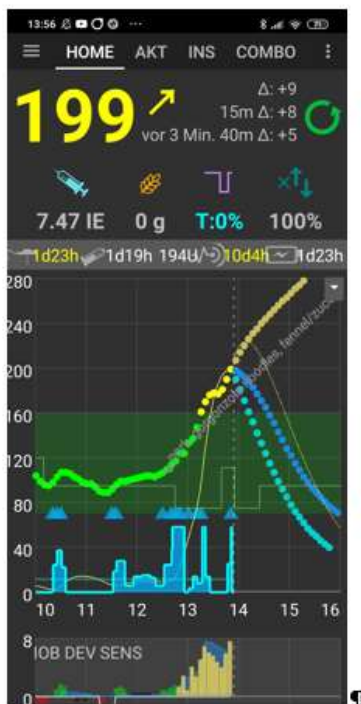 13:56
HOME AKT INS COMBO
199
Δ: +9
15m Δ: +8
vor 3 Min. 40m Δ: +5
7.47 IE 0 g T:0% 100%
1d23h 1d19h 194U 10d4h 1d23h
280
240
200
160
120
80
40
0
10 11 12 13 14 15 16
8
IOB DEV SENS
0
¶